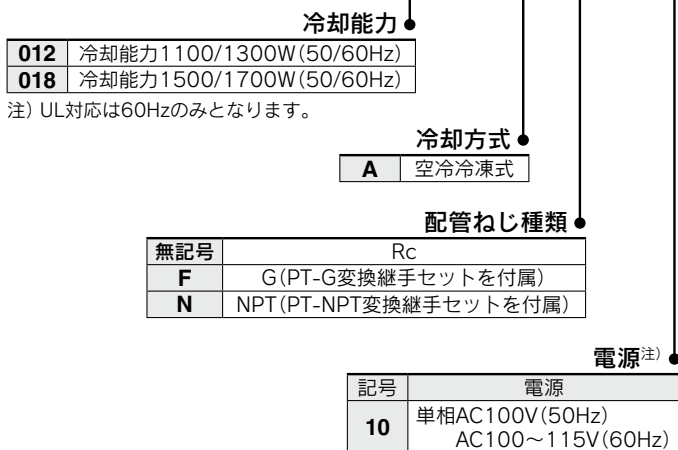 冷却能力
012 冷却能力1100/1300W(50/60Hz)
018 冷却能力1500/1700W(50/60Hz)
注) UL対応は60Hzのみとなります。
冷却方式
A 空冷冷凍式
配管ねじ種類
無記号 Rc
F G(PT-G変換継手セットを付属)
N NPT(PT-NPT変換継手セットを付属)
電源注)
記号 電源
10 単相AC100V(50Hz)
AC100～115V(60Hz)